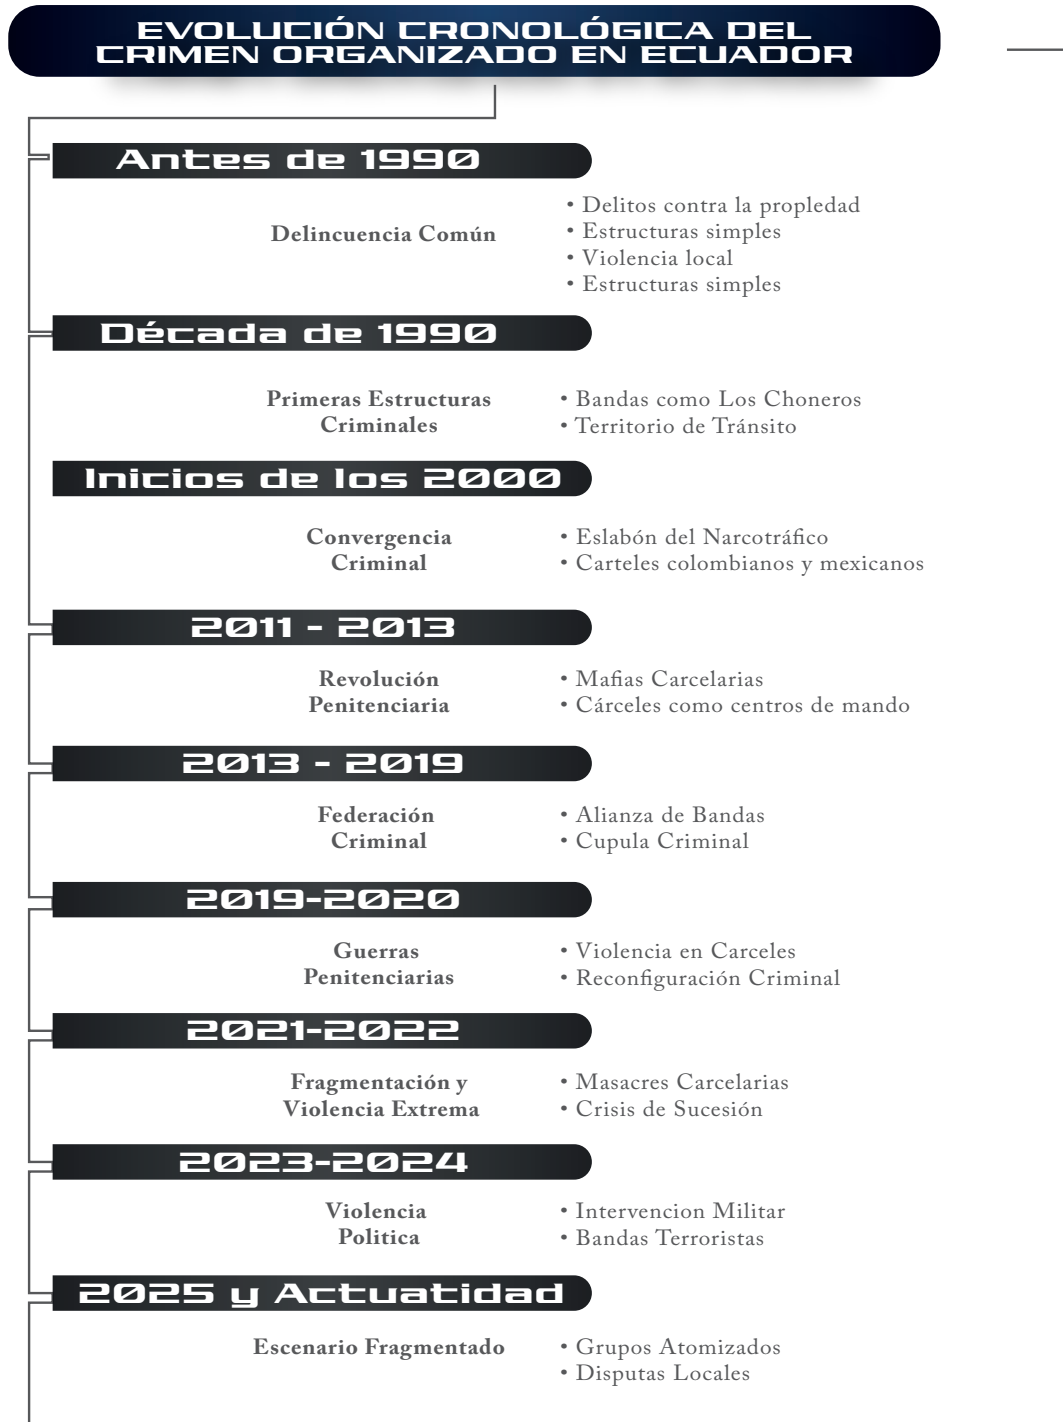 EVOLUCIÓN CRONOLÓGICA DEL
CRIMEN ORGANIZADO EN ECUADOR
Antes de 1990
Delincuencia Común
• Delitos contra la propledad
• Estructuras simples
• Violencia local
• Estructuras simples
Década de 1990
Primeras Estructuras
Criminales
• Bandas como Los Choneros
• Territorio de Tránsito
Inicios de los 2000
Convergencia
Criminal
• Eslabón del Narcotráfico
• Carteles colombianos y mexicanos
2011 - 2013
Revolución
Penitenciaria
• Mafias Carcelarias
• Cárceles como centros de mando
2013 - 2019
Federación
Criminal
• Alianza de Bandas
• Cupula Criminal
2019-2020
Guerras
Penitenciarias
• Violencia en Carceles
• Reconfiguración Criminal
2021-2022
Fragmentación y
Violencia Extrema
• Masacres Carcelarias
• Crisis de Sucesión
2023-2024
Violencia
Politica
• Intervencion Militar
• Bandas Terroristas
2025 y Actuatidad
Escenario Fragmentado
• Grupos Atomizados
• Disputas Locales